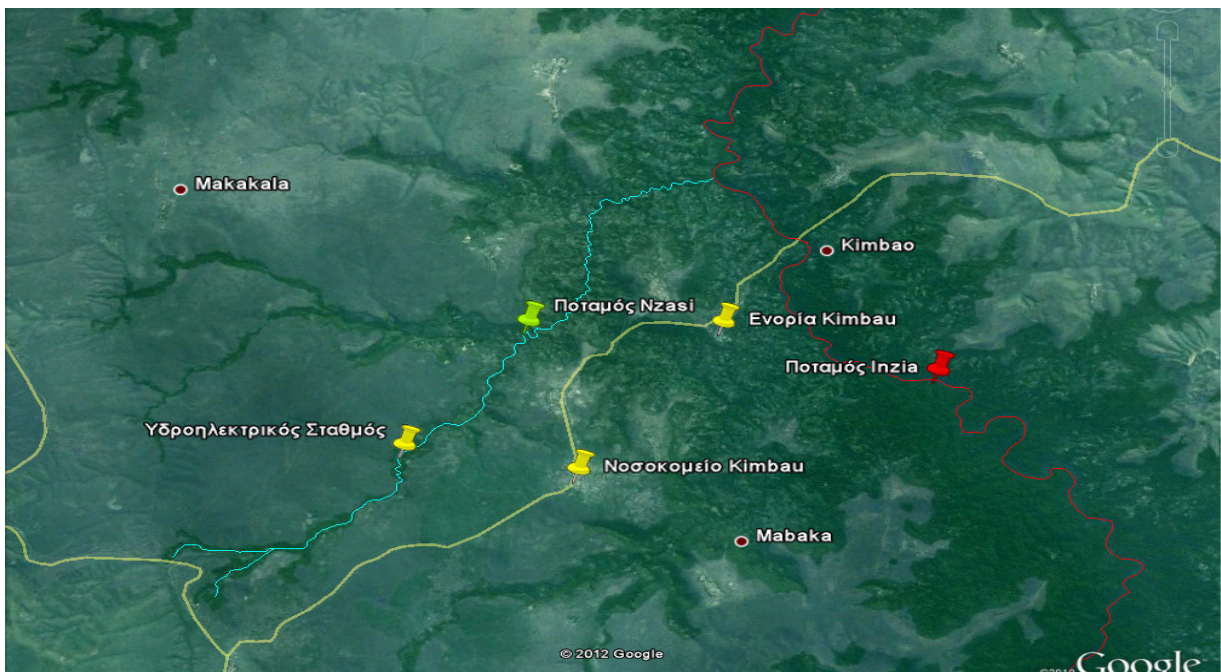 Makakala
Kimbao
Ποταμός Nzasi
Ενορία Kimbau
Ποταμός Inzia
Υδροηλεκτρικός Σταθμός
Νοσοκομείο Kimbau
Mabaka
© 2012 Google
Google